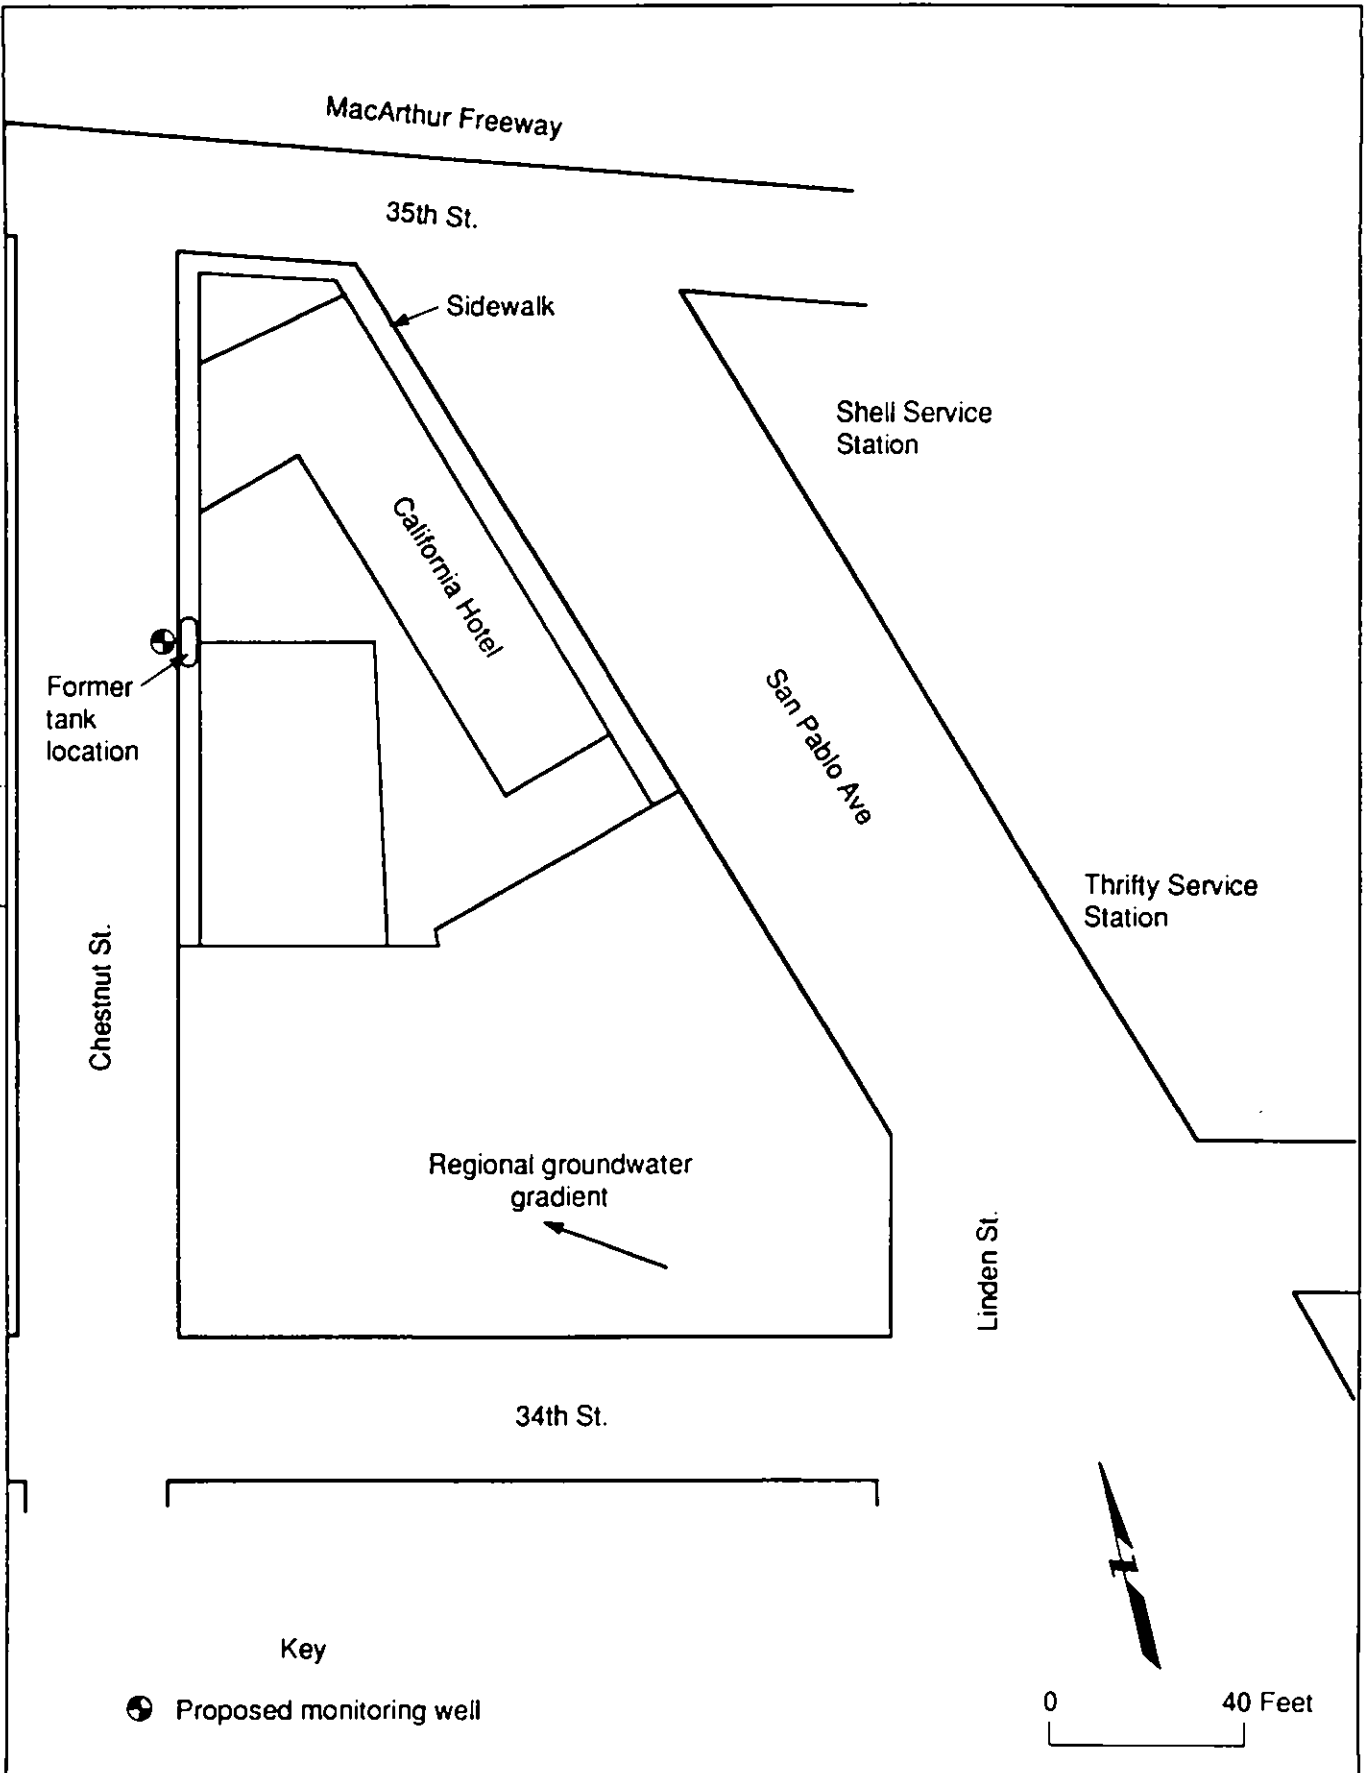 MacArthur Freeway
35th St.
Sidewalk
Shell Service
Station
California Hotel
Former
tank
location
San Pablo Ave
Thrifty Service
Station
Chestnut St.
Regional groundwater
gradient
Linden St.
34th St.
Key
Proposed monitoring well
0 40 Feet